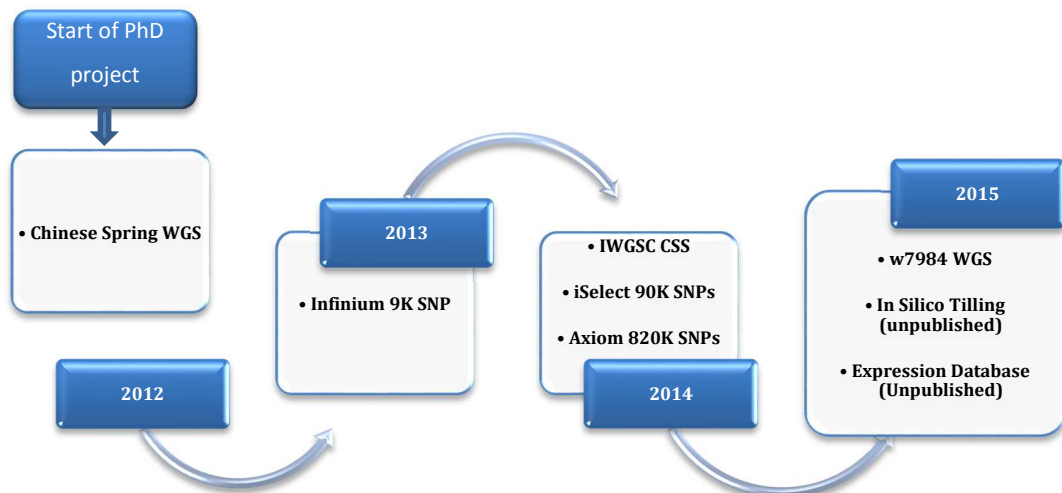 Start of PhD
project
• Chinese Spring WGS
2012
2013
• Infinium 9K SNP
• IWGSC CSS
• iSelect 90K SNPs
• Axiom 820K SNPs
2014
2015
• w7984 WGS
• In Silico Tilling
(unpublished)
• Expression Database
(Unpublished)